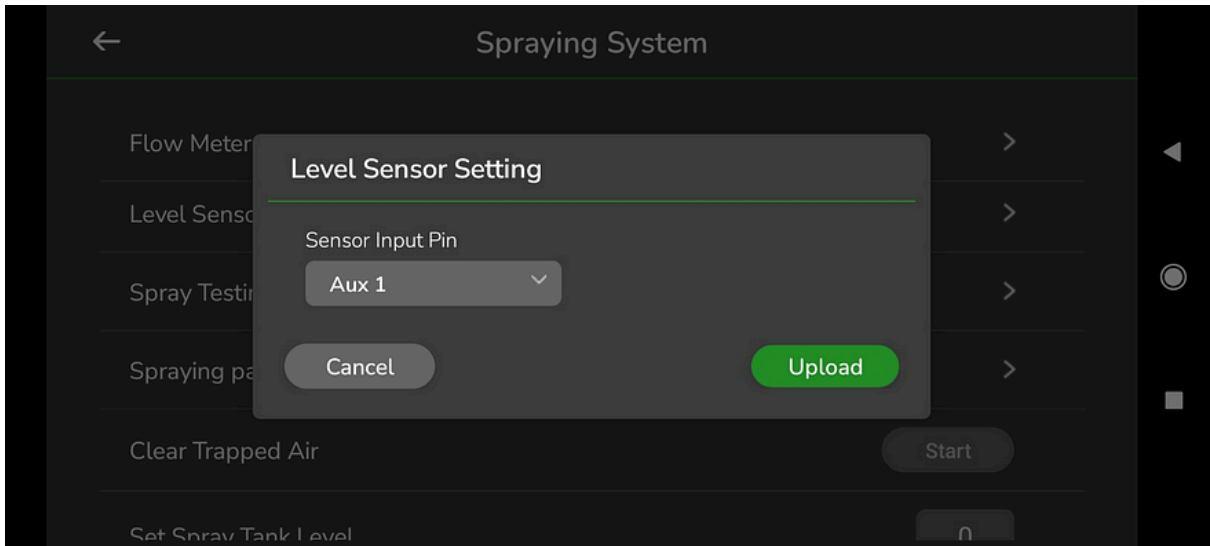 Spraying System
Flow Meter
Level Sensor Setting
Level Senso
Sensor Input Pin
Aux 1
Spray Testin
Cancel
Upload
Spraying pa
Clear Trapped Air
Start
Set Spray Tank Level
0